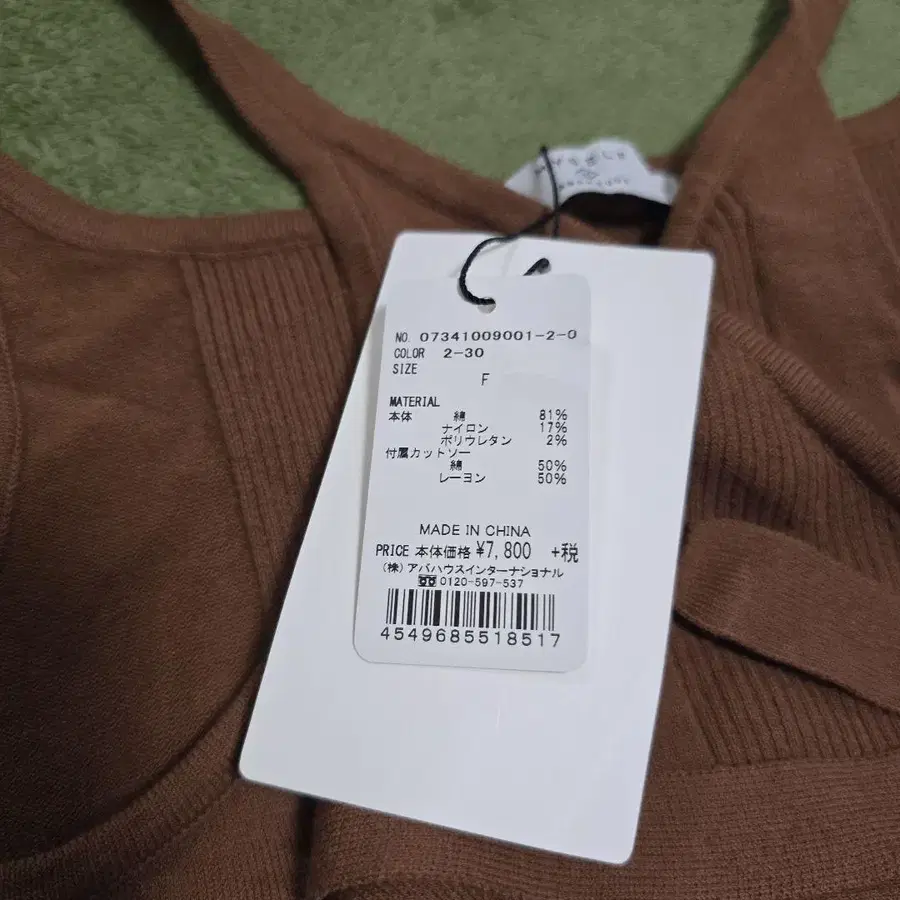 NO. 07341009001-2-0
COLOR 2-30
SIZE
F
MATERIAL
本体 綿 81%
ナイロン 17%
ポリウレタン 2%
付属カットソー
綿 50%
レーヨン 50%
MADE IN CHINA
PRICE 本体価格 ¥7,800 +税
(株)アバハウスインターナショナル
0120-597-537
4549685518517